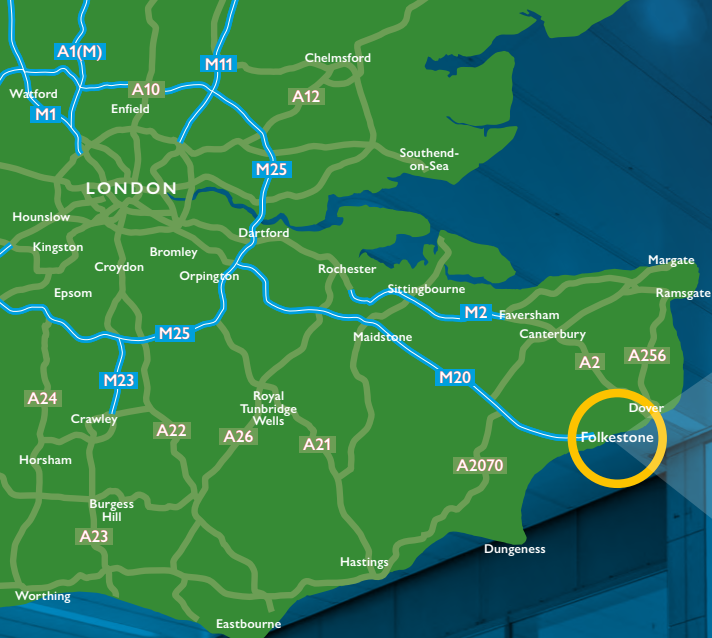 A1(M)
M11
Chelmsford
Watford
A10
A12
M1
Enfield
Southend-
on-Sea
M25
LONDON
Hounslow
Dartford
Kingston
Bromley
Croydon
Orpington
Rochester
Margate
Epsom
Sittingbourne
Ramsgate
M2
Faversham
M25
Maidstone
Canterbury
A2
A256
M23
M20
A24
Royal
Tunbridge
Wells
Dover
Crawley
A22
A26
A21
Folkestone
Horsham
A2070
Burgess
Hill
A23
Dungeness
Hastings
Worthing
Eastbourne